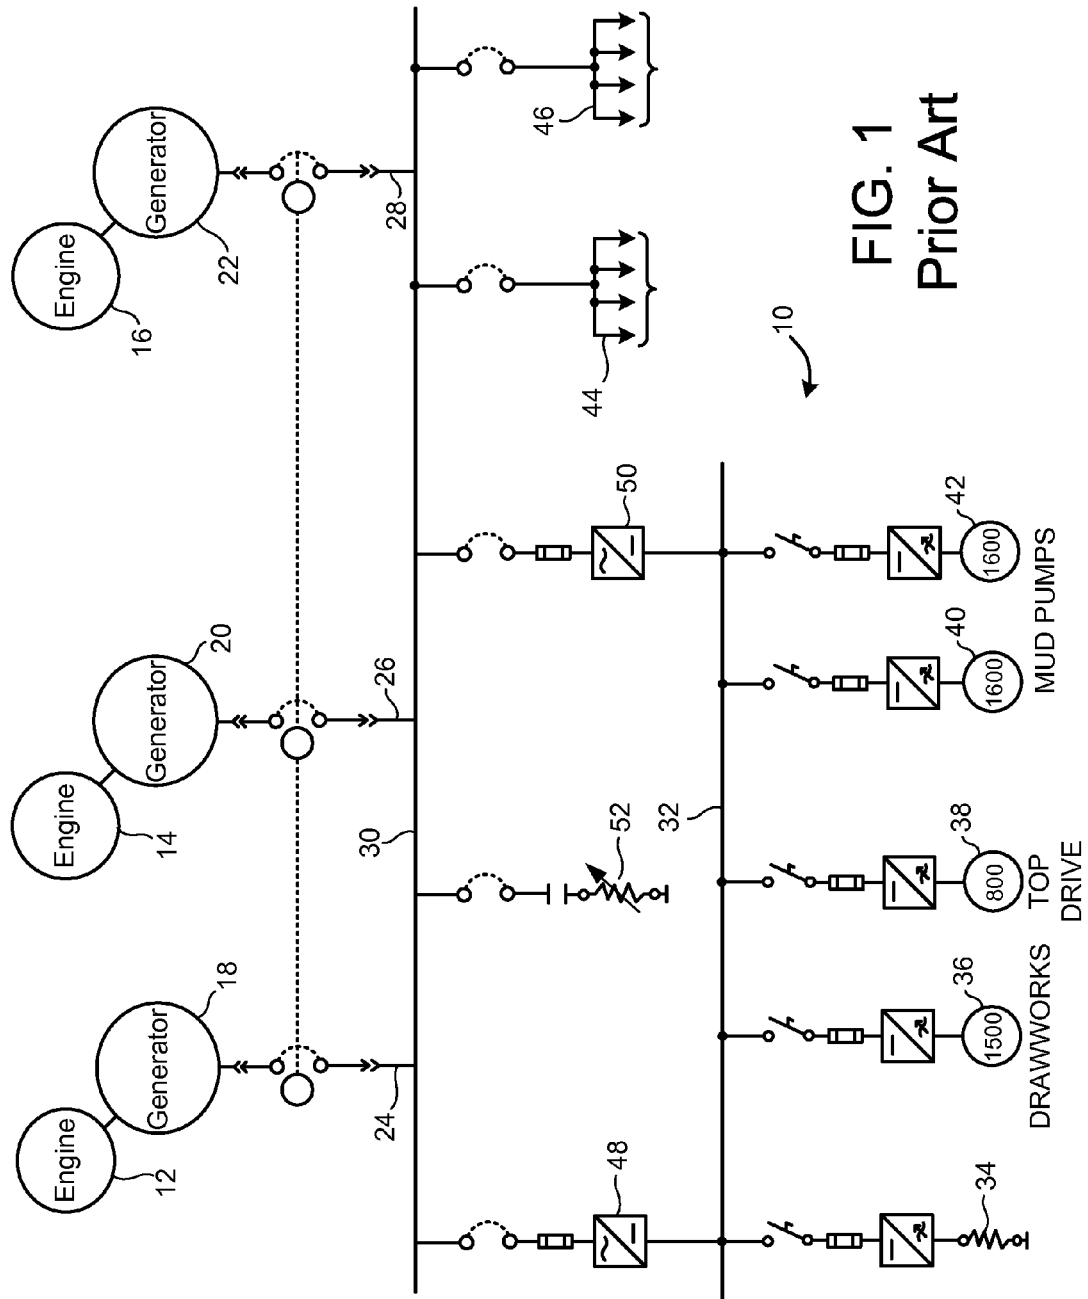 Engine
12
Generator
18
24
Engine
14
Generator
20
26
Engine
16
Generator
22
28
30
48
52
50
44
46
32
10
34
1500
36
DRAWWORKS
800
38
TOP
DRIVE
1600
40
1600
42
MUD PUMPS
FIG. 1
Prior Art